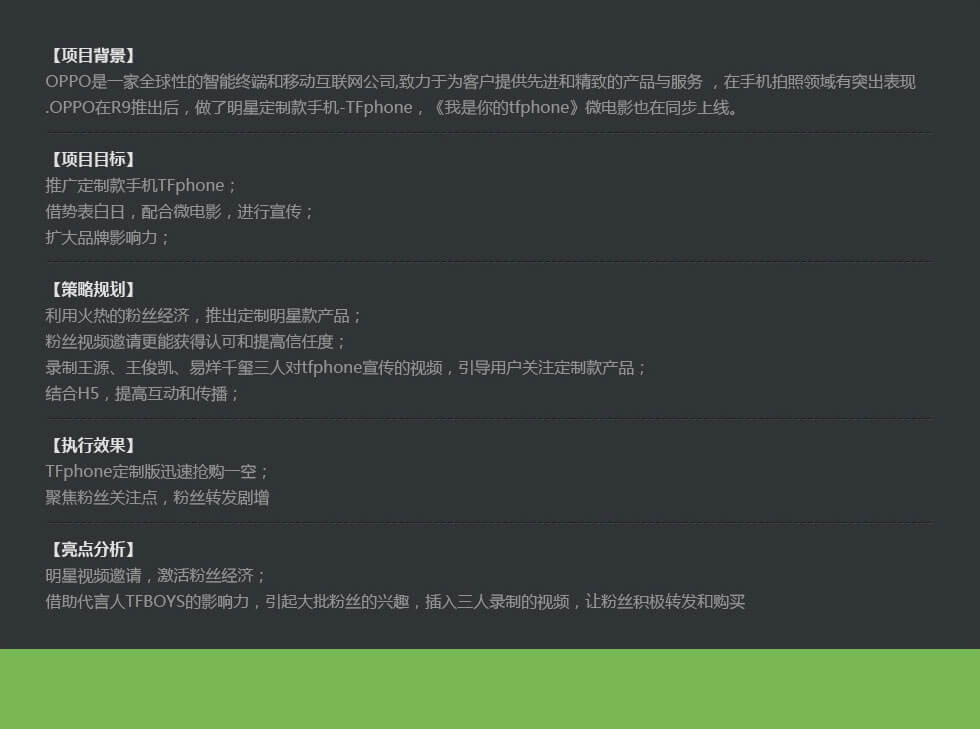 【项目背景】
OPPO是一家全球性的智能终端和移动互联网公司,致力于为客户提供先进和精致的产品与服务 ，在手机拍照领域有突出表现
.OPPO在R9推出后，做了明星定制款手机-TFphone，《我是你的tfphone》微电影也在同步上线。
【项目目标】
推广定制款手机TFphone；
借势表白日，配合微电影，进行宣传；
扩大品牌影响力；
【策略规划】
利用火热的粉丝经济，推出定制明星款产品；
粉丝视频邀请更能获得认可和提高信任度；
录制王源、王俊凯、易烊千玺三人对tfphone宣传的视频，引导用户关注定制款产品；
结合H5，提高互动和传播；
【执行效果】
TFphone定制版迅速抢购一空；
聚焦粉丝关注点，粉丝转发剧增
【亮点分析】
明星视频邀请，激活粉丝经济；
借助代言人TFBOYS的影响力，引起大批粉丝的兴趣，插入三人录制的视频，让粉丝积极转发和购买